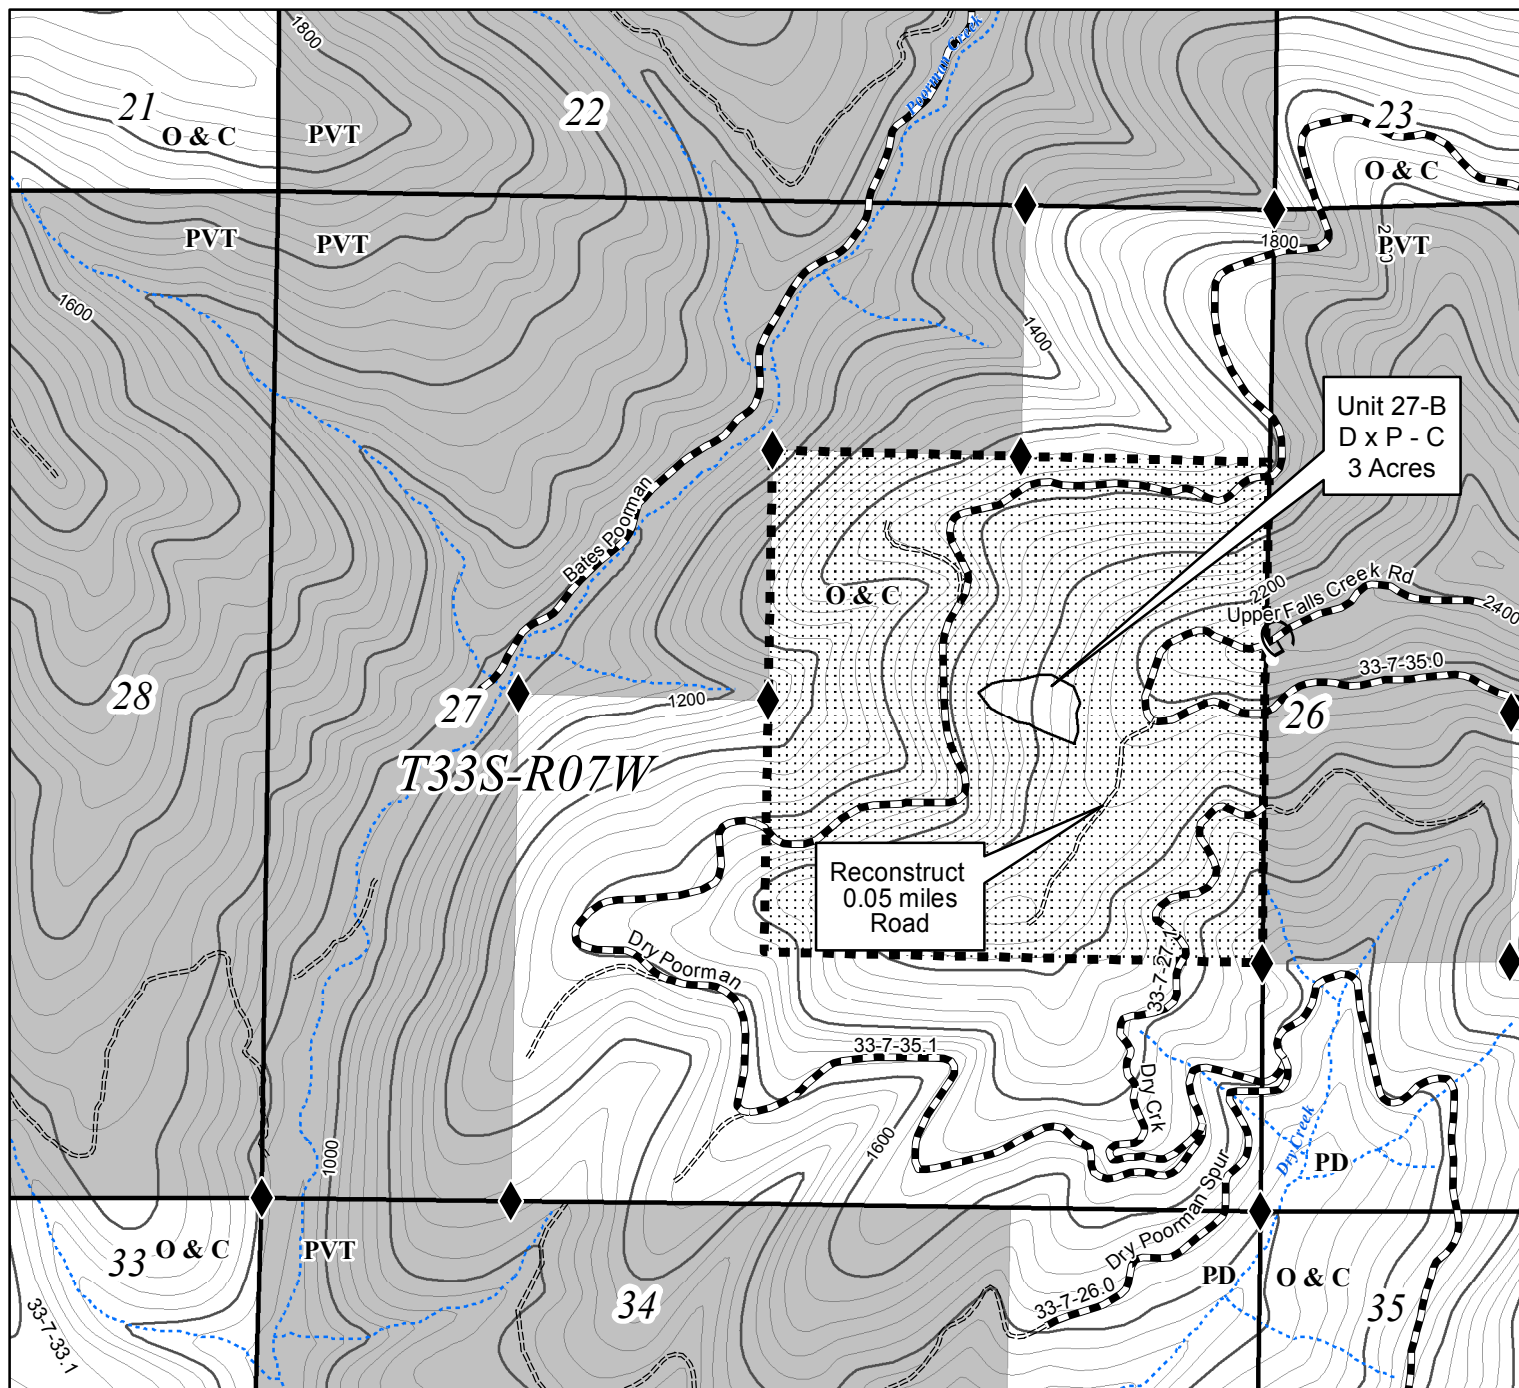 1800
Poorman Creek
21
O & C
PVT
22
23
O & C
PVT
PVT
1800
PVT
1600
1400
Unit 27-B
D x P - C
3 Acres
Bates Poorman
O & C
2200
Upper Falls Creek Rd
2400
33-7-35.0
28
27
1200
26
T33S-R07W
Reconstruct
0.05 miles
Road
Dry Poorman
33-7-27.2
33-7-35.1
Dry Crk
1600
1000
Dry Creek
PD
Dry Poorman Spur
33
O & C
PVT
34
PD
O & C
35
33-7-26.0
33-7-33.1